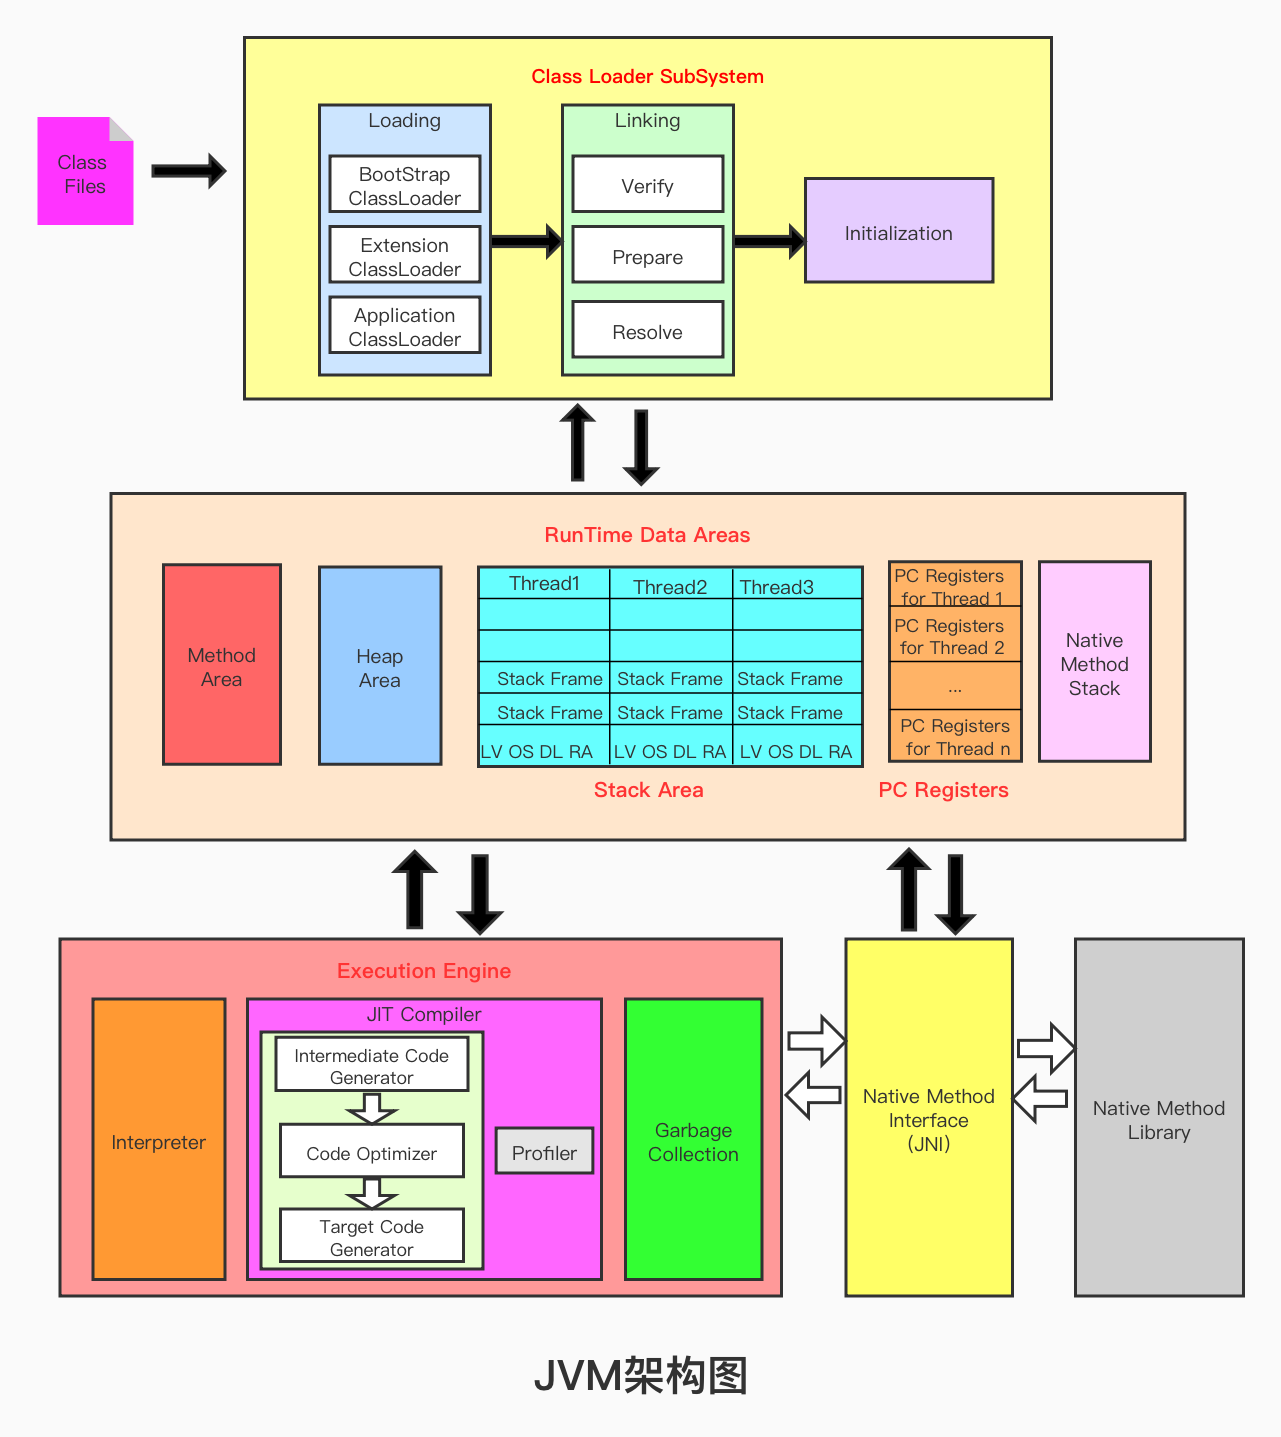 Class Loader SubSystem
Class
Files
Loading
BootStrap
ClassLoader
Extension
ClassLoader
Application
ClassLoader
Linking
Verify
Prepare
Resolve
Initialization
RunTime Data Areas
Method
Area
Heap
Area
Thread1 Thread2 Thread3
Stack Frame Stack Frame Stack Frame
Stack Frame Stack Frame Stack Frame
LV OS DL RA LV OS DL RA LV OS DL RA
Stack Area
PC Registers
for Thread 1
PC Registers
for Thread 2
...
PC Registers
for Thread n
PC Registers
Native
Method
Stack
Execution Engine
Interpreter
JIT Compiler
Intermediate Code
Generator
Code Optimizer
Target Code
Generator
Profiler
Garbage
Collection
Native Method
Interface
(JNI)
Native Method
Library
JVM架构图